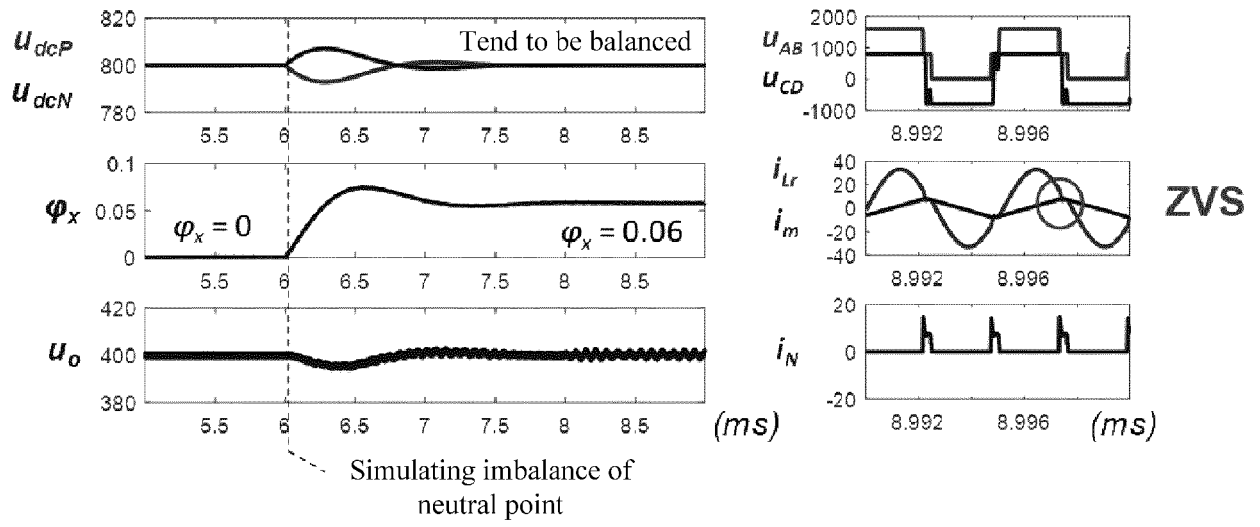 u_dcP
u_dcN
820
800
780
Tend to be balanced
5.5 6 6.5 7 7.5 8 8.5
φ_x
0.1
0.05
0
φ_x = 0
φ_x = 0.06
5.5 6 6.5 7 7.5 8 8.5
u_o
420
400
380
5.5 6 6.5 7 7.5 8 8.5 (ms)
Simulating imbalance of
neutral point
u_AB
u_CD
2000
1000
0
-1000
8.992 8.996
i_Lr
i_m
40
20
0
-20
-40
ZVS
8.992 8.996
i_N
20
0
-20
8.992 8.996 (ms)